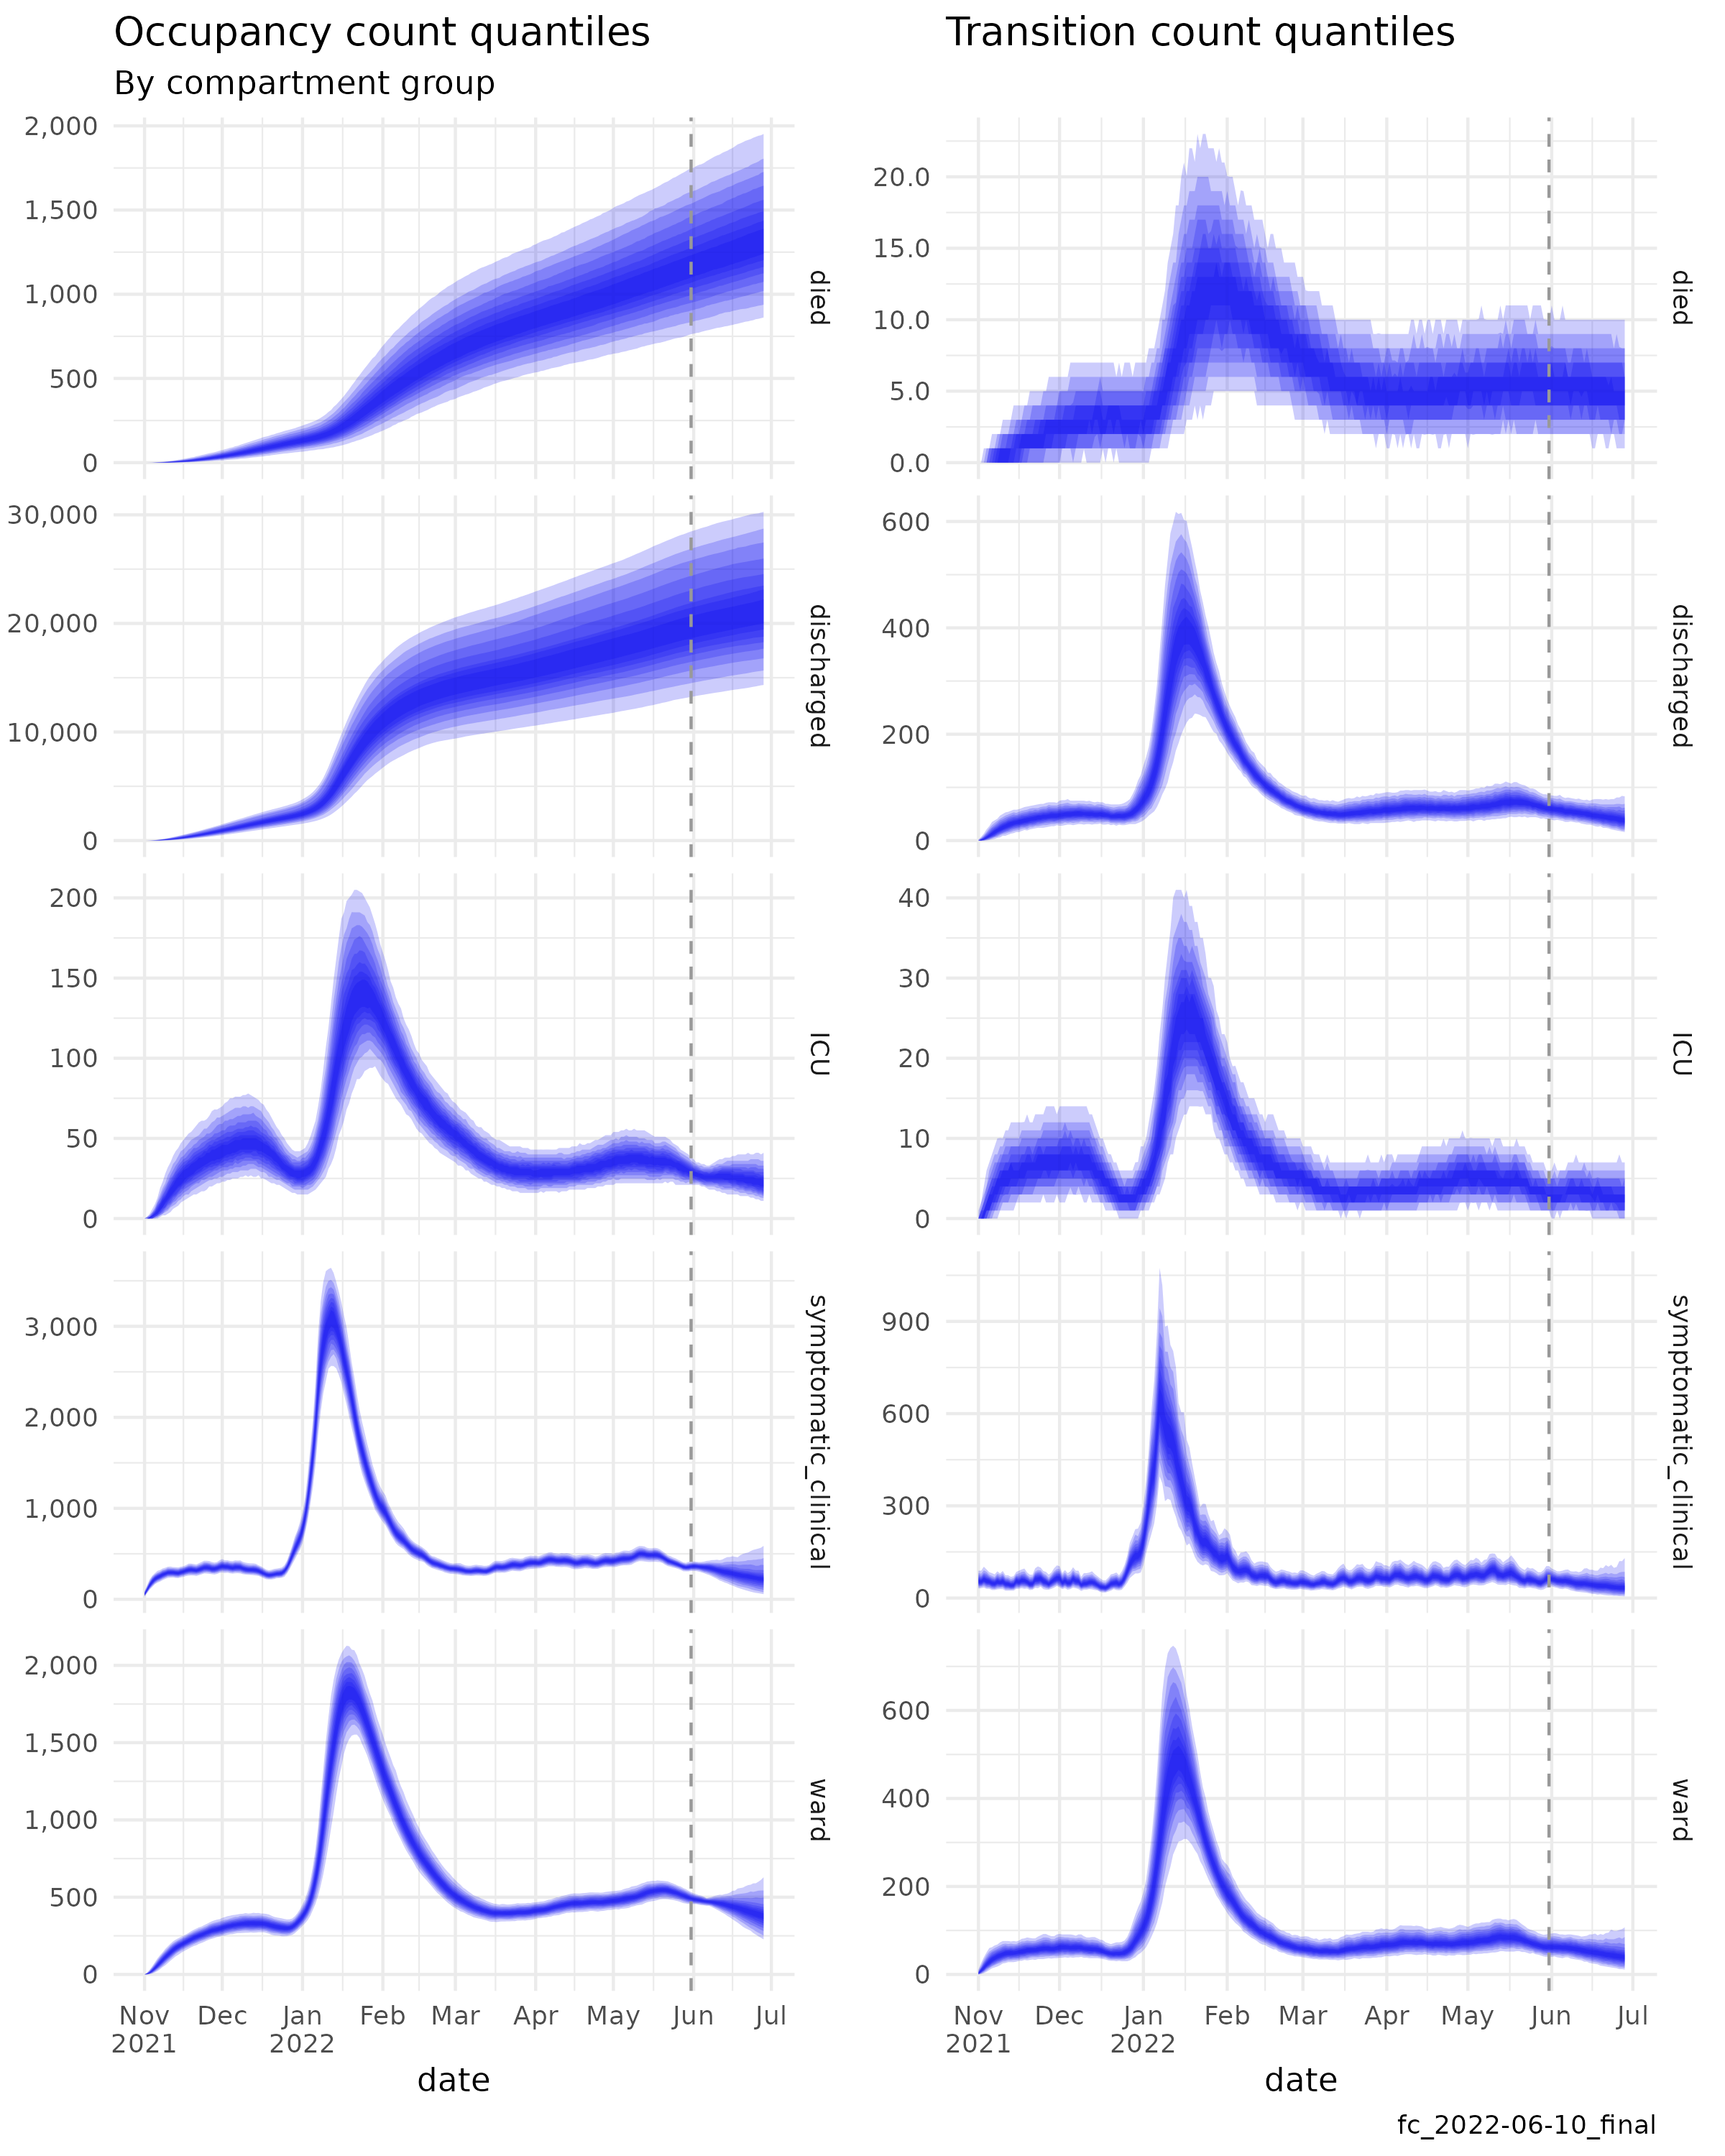 Occupancy count quantiles
By compartment group
Transition count quantiles
2,000
1,500
1,000
500
0
died
20.0
15.0
10.0
5.0
0.0
died
30,000
20,000
10,000
0
discharged
600
400
200
0
discharged
200
150
100
50
0
ICU
40
30
20
10
0
ICU
3,000
2,000
1,000
0
symptomatic_clinical
900
600
300
0
symptomatic_clinical
2,000
1,500
1,000
500
0
ward
600
400
200
0
ward
Nov Dec Jan Feb Mar Apr May Jun Jul
2021 2022
date
Nov Dec Jan Feb Mar Apr May Jun Jul
2021 2022
date
fc_2022-06-10_final